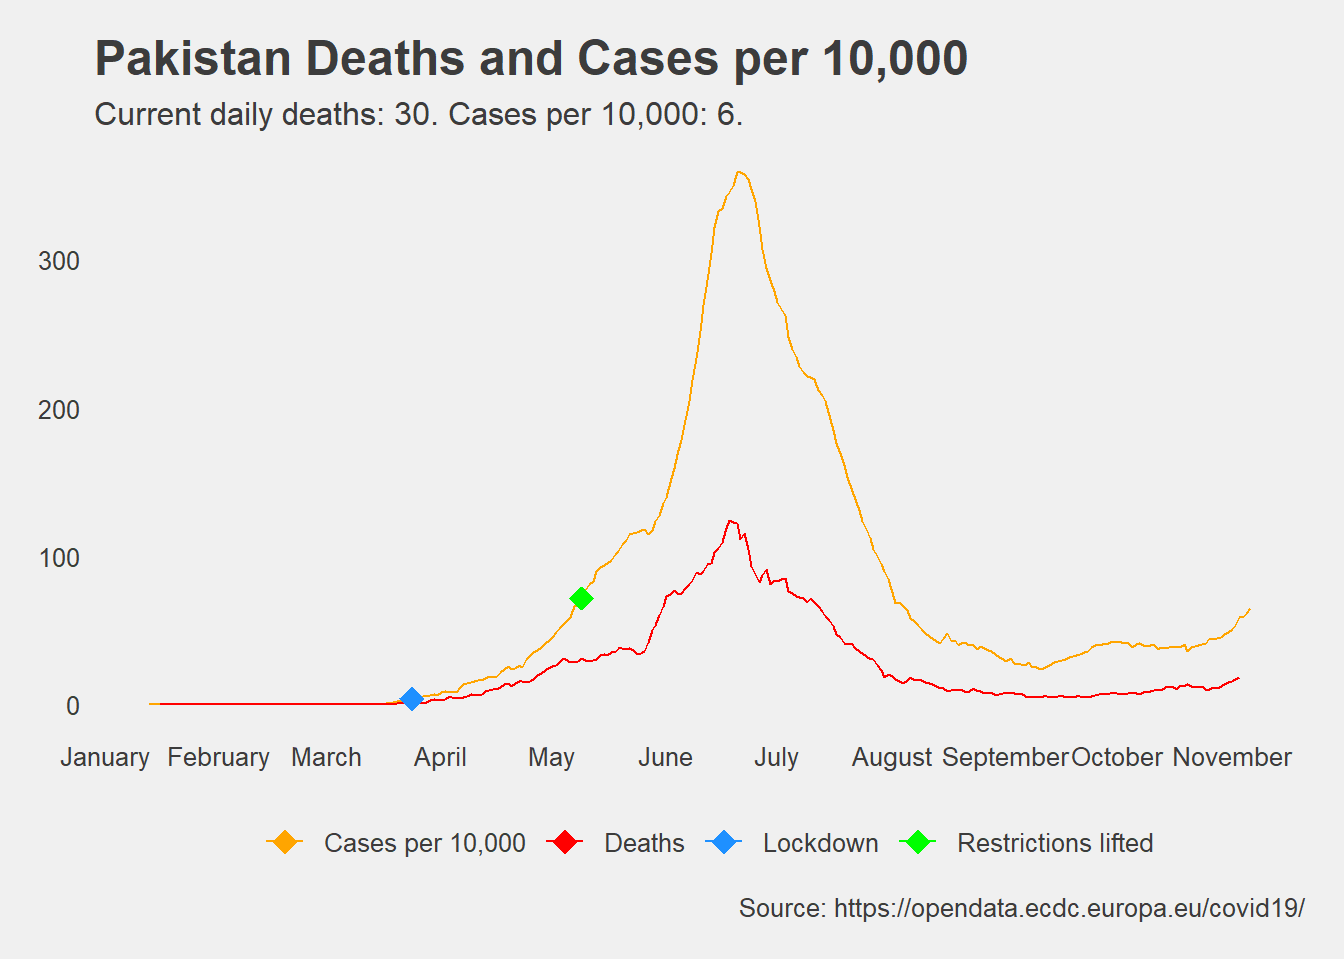 Pakistan Deaths and Cases per 10,000
Current daily deaths: 30. Cases per 10,000: 6.
300
200
100
0
January February March April May June July August September October November
Cases per 10,000 Deaths Lockdown Restrictions lifted
Source: https://opendata.ecdc.europa.eu/covid19/